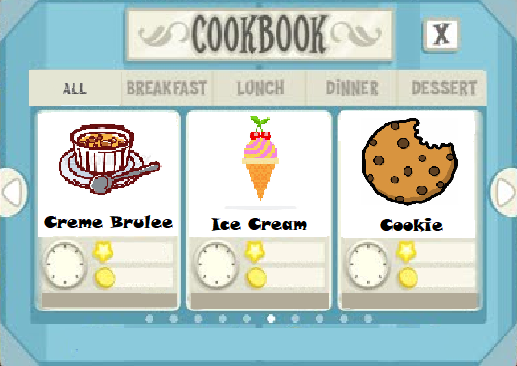 COOKBOOK
X
ALL BREAKFAST LUNCH DINNER DESSERT
Creme Brulee Ice Cream Cookie